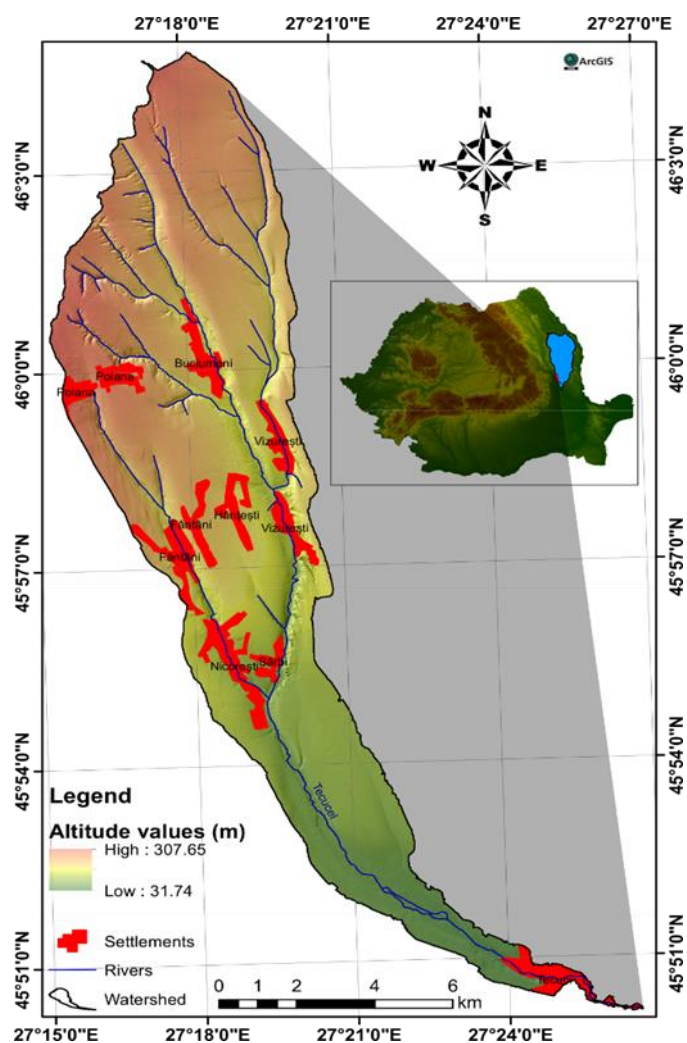 27°18'0"E 27°21'0"E 27°24'0"E 27°27'0"E
ArcGIS
N
W E
S
46°3'0"N 46°3'0"N
46°0'0"N 46°0'0"N
45°57'0"N 45°57'0"N
45°54'0"N 45°54'0"N
45°51'0"N 45°51'0"N
Buciumeni
Poiana
Poiana
Vizurești
Hănțești
Fântâni
Vizurești
Fântâni
Nicorești
Sârbi
Tecucel
Tecuci
Legend
Altitude values (m)
High : 307.65
Low : 31.74
Settlements
Rivers
Watershed
0 1 2 4 6
km
27°15'0"E 27°18'0"E 27°21'0"E 27°24'0"E